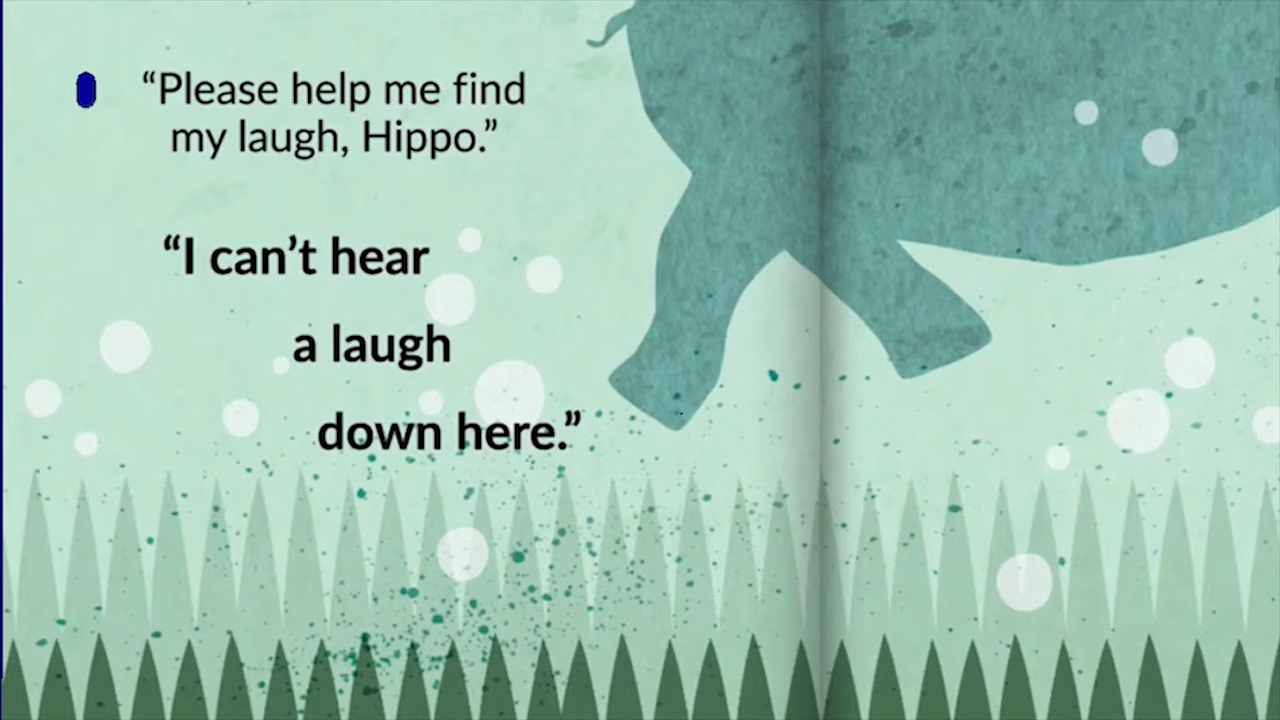 “Please help me find
my laugh, Hippo.”
“I can’t hear
a laugh
down here.”